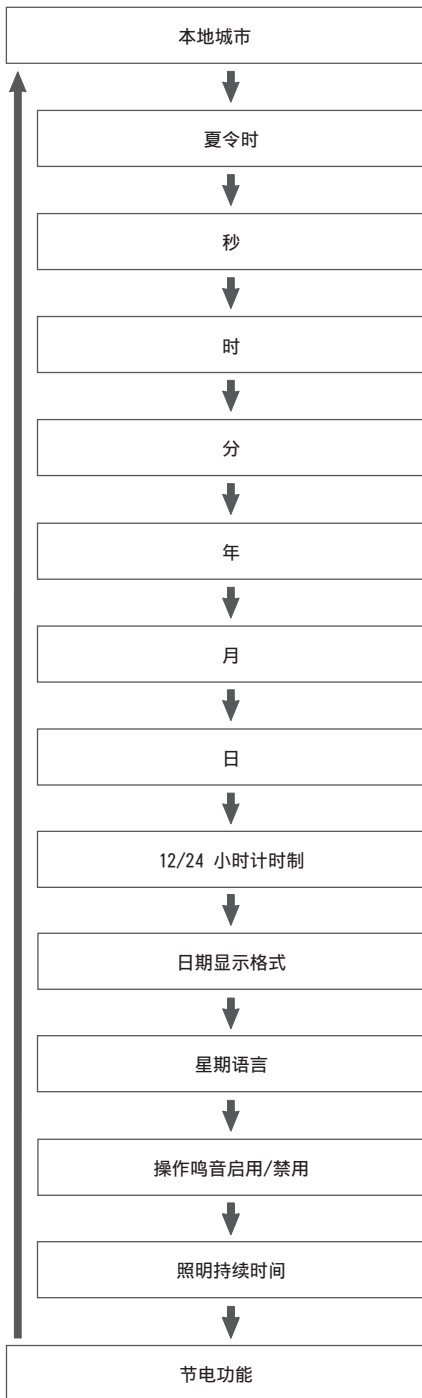 本地城市
夏令时
秒
时
分
年
月
日
12/24 小时计时制
日期显示格式
星期语言
操作鸣音启用/禁用
照明持续时间
节电功能